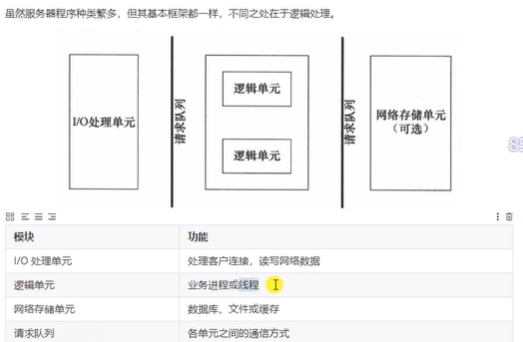 虽然服务器程序种类繁多，但其基本框架都一样，不同之处在于逻辑处理。
I/O处理单元
请求队列
逻辑单元
逻辑单元
请求队列
网络存储单元
（可选）
模块 功能
I/O 处理单元 处理客户连接，读写网络数据
逻辑单元 业务进程或线程
网络存储单元 数据库、文件或缓存
请求队列 各单元之间的通信方式